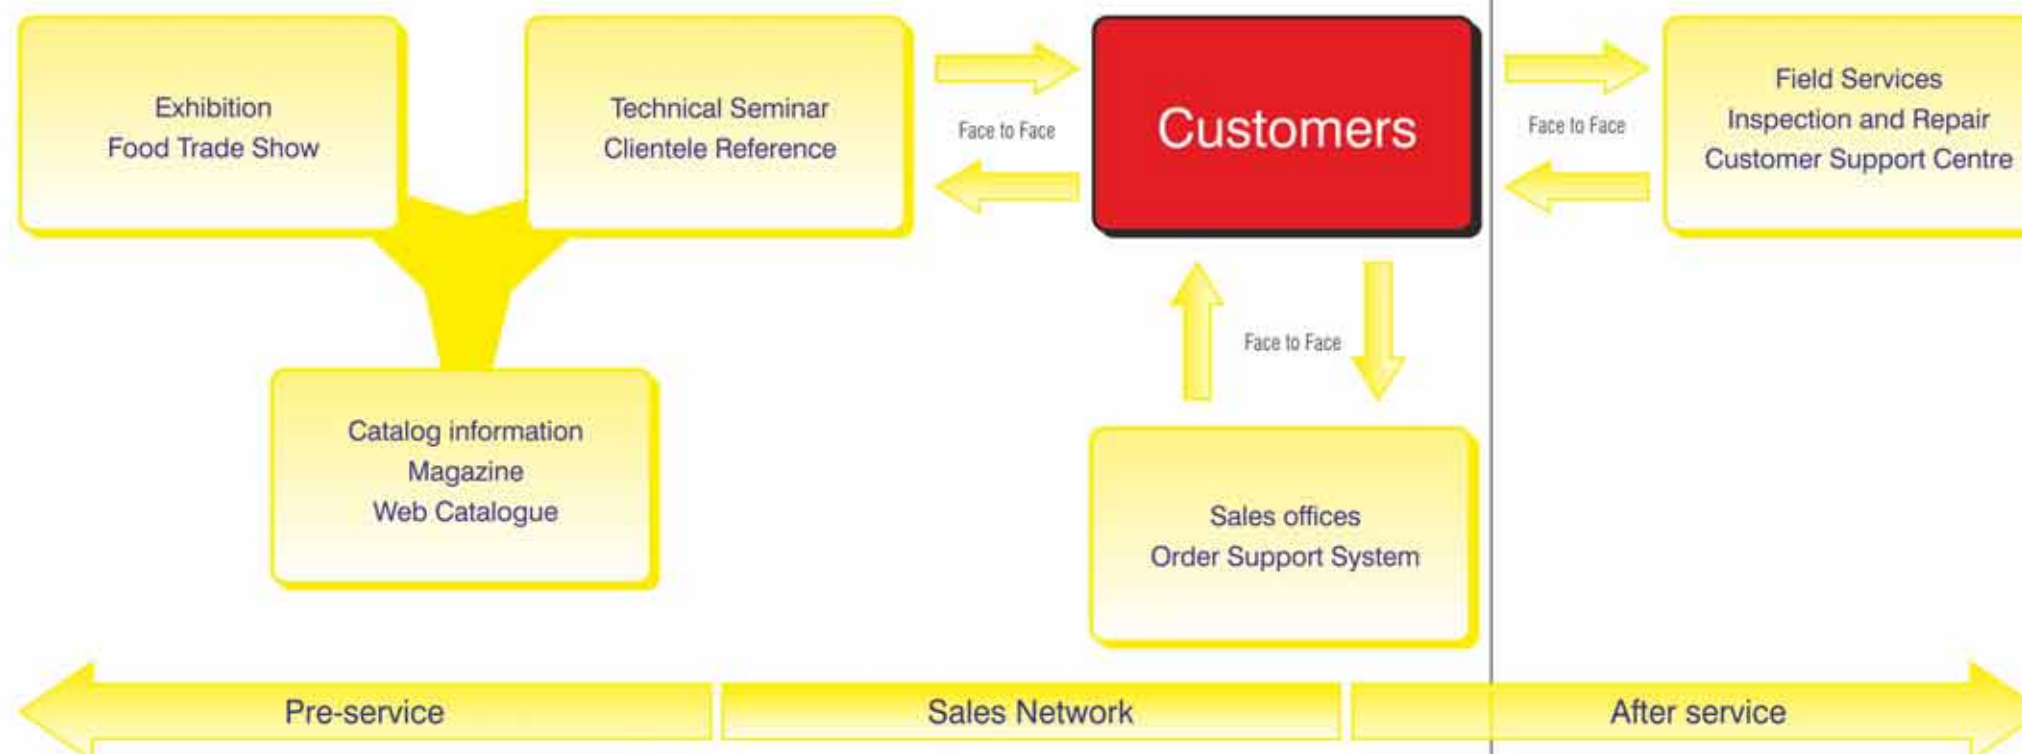 Exhibition
Food Trade Show
Technical Seminar
Clientele Reference
Face to Face
Customers
Face to Face
Field Services
Inspection and Repair
Customer Support Centre
Face to Face
Catalog information
Magazine
Web Catalogue
Sales offices
Order Support System
Pre-service
Sales Network
After service